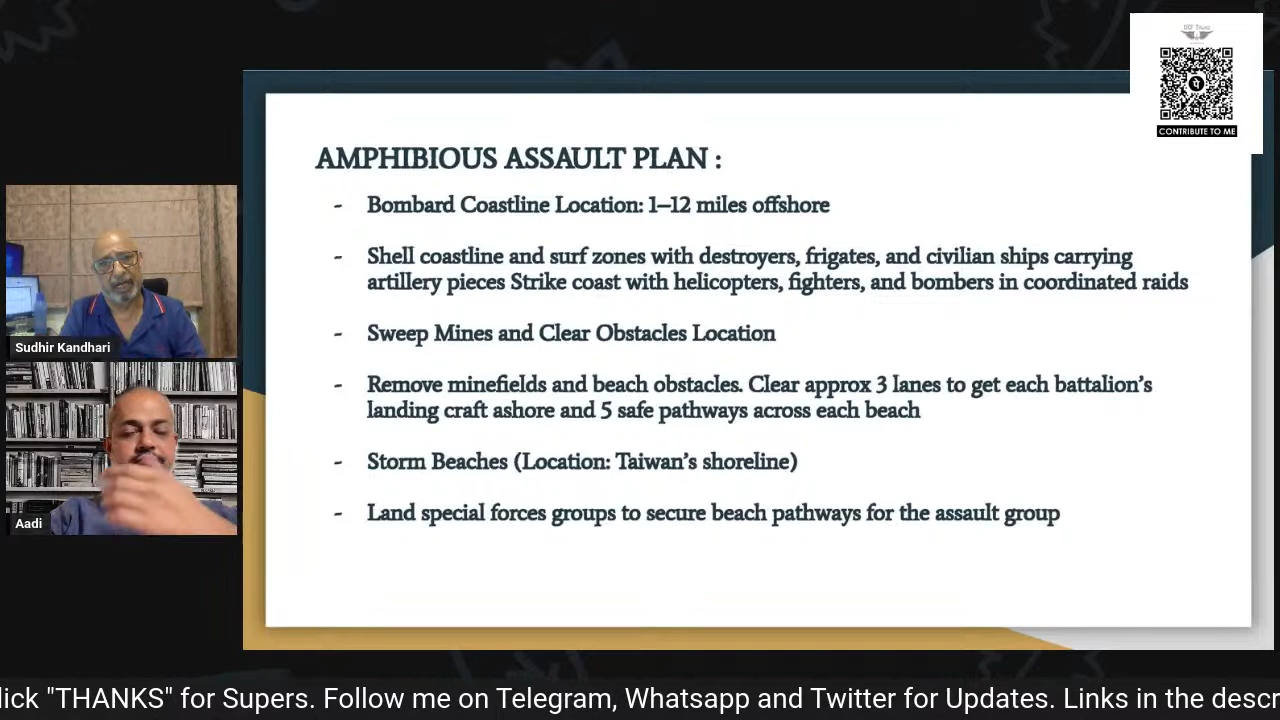 CONTRIBUTE TO ME
AMPHIBIOUS ASSAULT PLAN :
- Bombard Coastline Location: 1–12 miles offshore
- Shell coastline and surf zones with destroyers, frigates, and civilian ships carrying
artillery pieces Strike coast with helicopters, fighters, and bombers in coordinated raids
- Sweep Mines and Clear Obstacles Location
- Remove minefields and beach obstacles. Clear approx 3 lanes to get each battalion's
landing craft ashore and 5 safe pathways across each beach
- Storm Beaches (Location: Taiwan's shoreline)
- Land special forces groups to secure beach pathways for the assault group
Sudhir Kandhari
Aadi
lick "THANKS" for Supers. Follow me on Telegram, Whatsapp and Twitter for Updates. Links in the descr